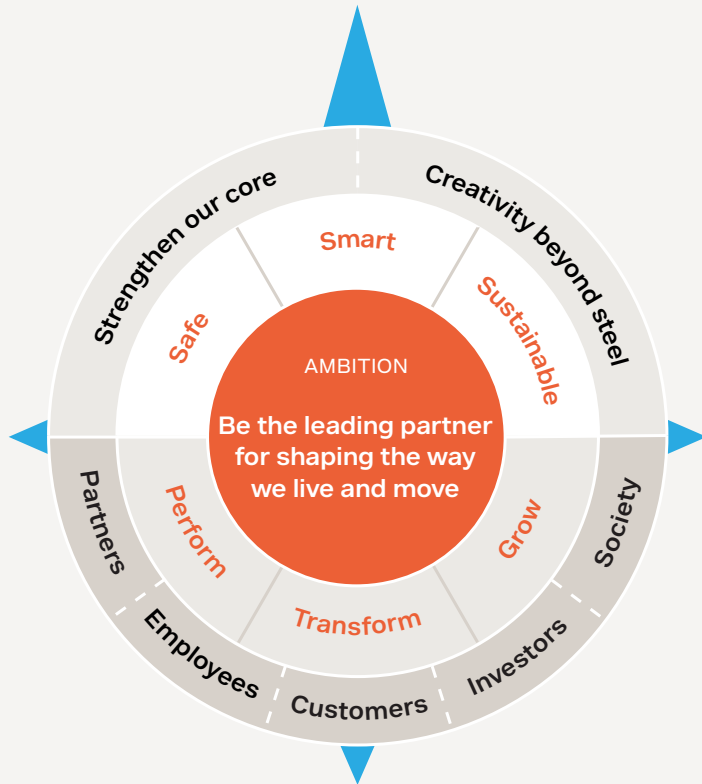 Strengthen our core
Creativity beyond steel
Safe
Smart
Sustainable
AMBITION
Be the leading partner
for shaping the way
we live and move
Perform
Transform
Grow
Partners
Employees
Customers
Investors
Society